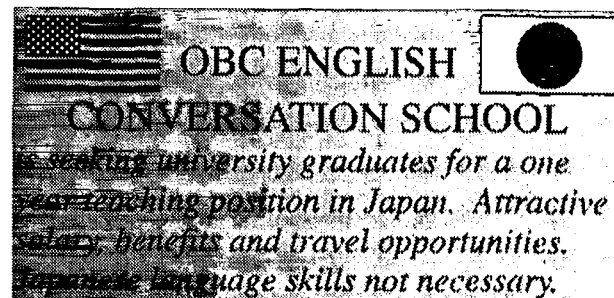 OBC ENGLISH
CONVERSATION SCHOOL
is seeking university graduates for a one
year teaching position in Japan. Attractive
salary, benefits and travel opportunities.
Japanese language skills not necessary.